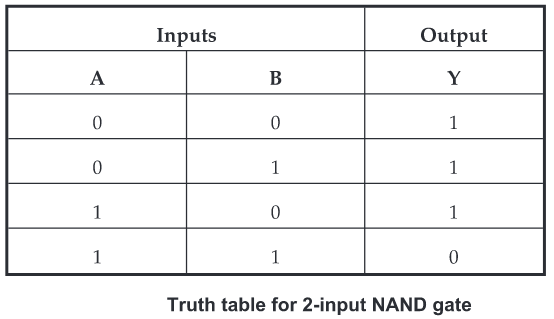 Inputs Output
A B Y
0 0 1
0 1 1
1 0 1
1 1 0
Truth table for 2-input NAND gate